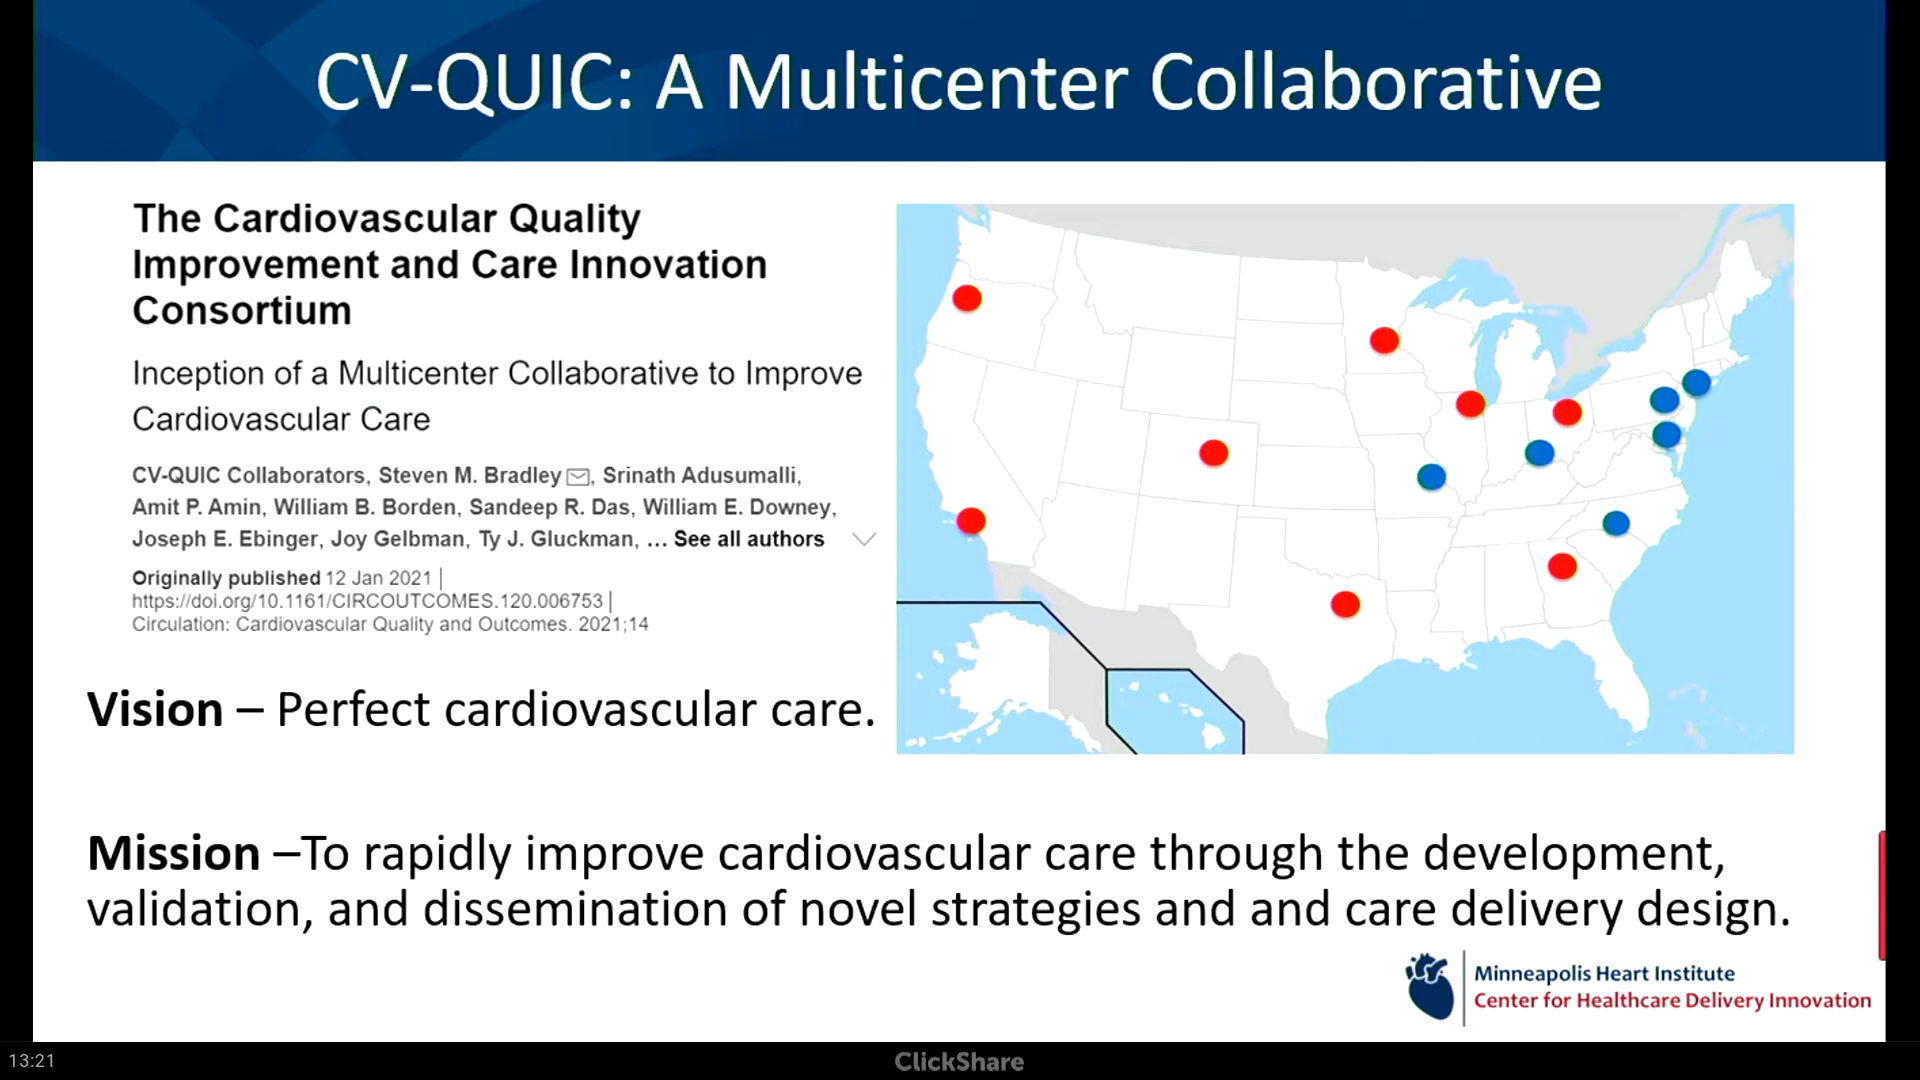 CV-QUIC: A Multicenter Collaborative
The Cardiovascular Quality
Improvement and Care Innovation
Consortium
Inception of a Multicenter Collaborative to Improve
Cardiovascular Care
CV-QUIC Collaborators, Steven M. Bradley, Srinath Adusumalli,
Amit P. Amin, William B. Borden, Sandeep R. Das, William E. Downey,
Joseph E. Ebinger, Joy Gelbman, Ty J. Gluckman, … See all authors
Originally published 12 Jan 2021 |
https://doi.org/10.1161/CIRCOUTCOMES.120.006753 |
Circulation: Cardiovascular Quality and Outcomes. 2021;14
Vision – Perfect cardiovascular care.
Mission –To rapidly improve cardiovascular care through the development,
validation, and dissemination of novel strategies and and care delivery design.
Minneapolis Heart Institute
Center for Healthcare Delivery Innovation
13:21
ClickShare